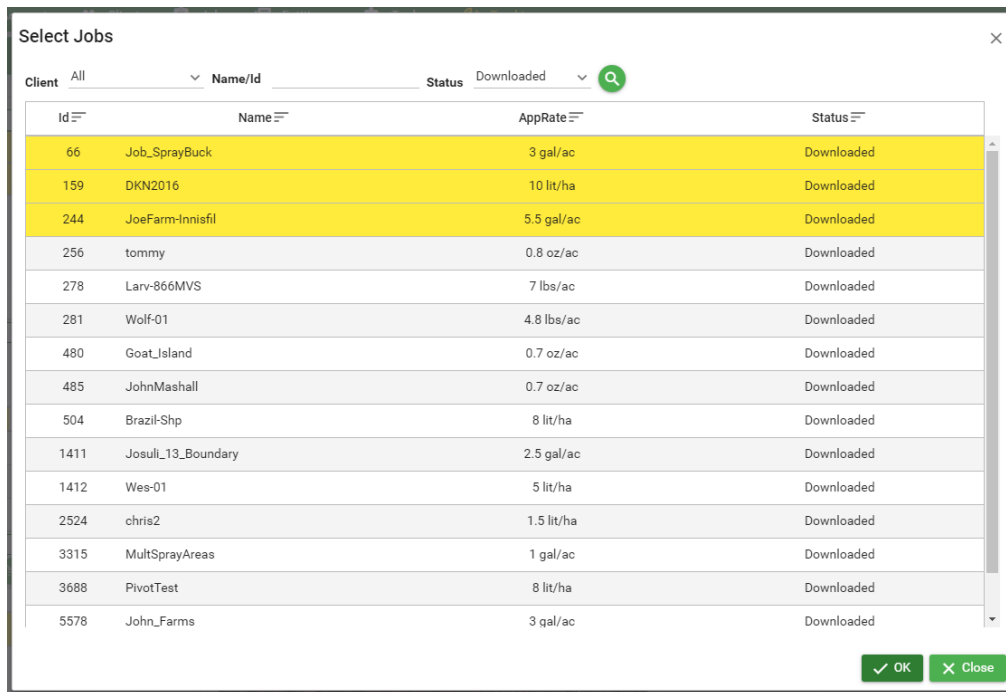 Select Jobs
Client All Name/Id Status Downloaded
Id Name AppRate Status
66 Job_SprayBuck 3 gal/ac Downloaded
159 DKN2016 10 lit/ha Downloaded
244 JoeFarm-Innisfil 5.5 gal/ac Downloaded
256 tommy 0.8 oz/ac Downloaded
278 Larv-866MVS 7 lbs/ac Downloaded
281 Wolf-01 4.8 lbs/ac Downloaded
480 Goat_Island 0.7 oz/ac Downloaded
485 JohnMashall 0.7 oz/ac Downloaded
504 Brazil-Shp 8 lit/ha Downloaded
1411 Josuli_13_Boundary 2.5 gal/ac Downloaded
1412 Wes-01 5 lit/ha Downloaded
2524 chris2 1.5 lit/ha Downloaded
3315 MultSprayAreas 1 gal/ac Downloaded
3688 PivotTest 8 lit/ha Downloaded
5578 John_Farms 3 gal/ac Downloaded
OK Close